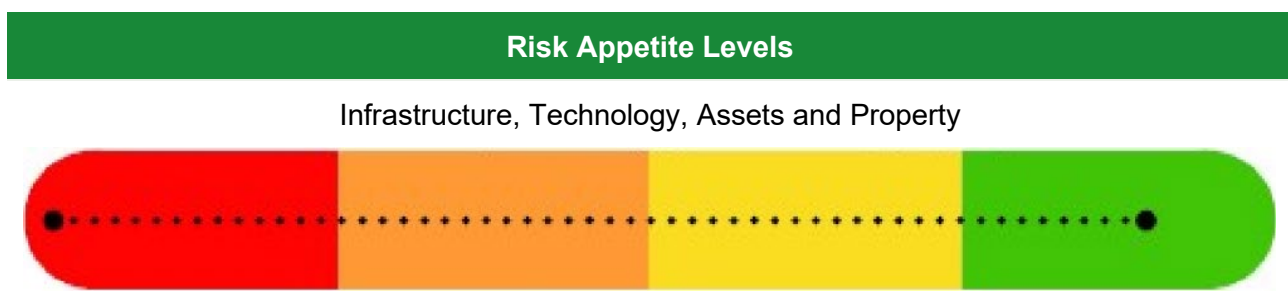 Risk Appetite Levels
Infrastructure, Technology, Assets and Property